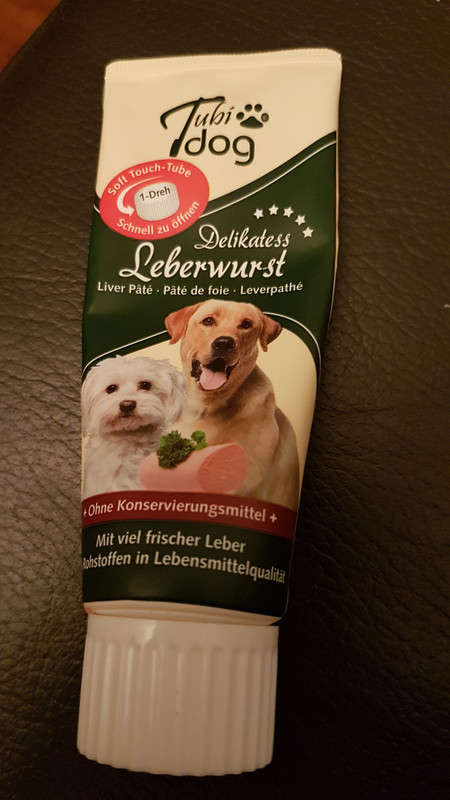 Tubi
dog
Soft Touch-Tube
1-Dreh
Schnell zu öffnen
Delikatess
Leberwurst
Liver Pâté · Pâté de foie · Leverpathé
+ Ohne Konservierungsmittel +
Mit viel frischer Leber
Rohstoffen in Lebensmittelqualität